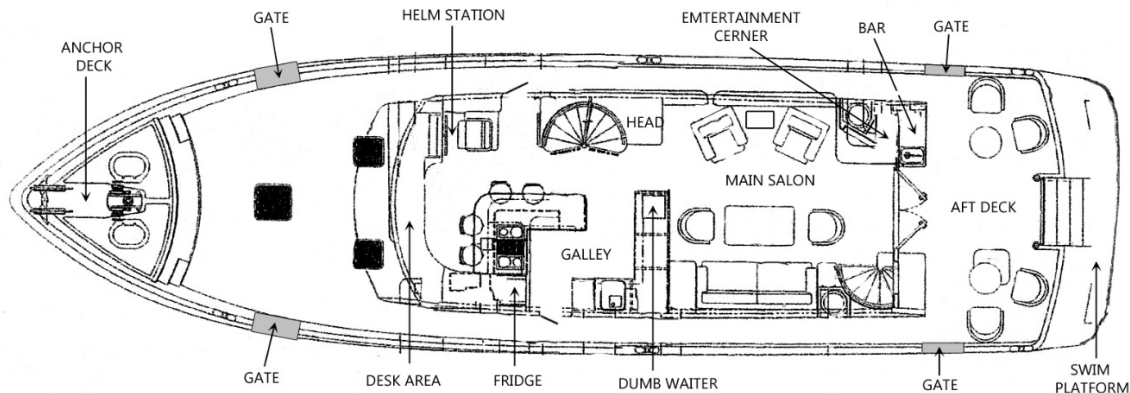 GATE
HELM STATION
EMTERTAINMENT
CERNER
BAR
GATE
ANCHOR
DECK
HEAD
MAIN SALON
AFT DECK
GALLEY
GATE
DESK AREA
FRIDGE
DUMB WAITER
GATE
SWIM
PLATFORM